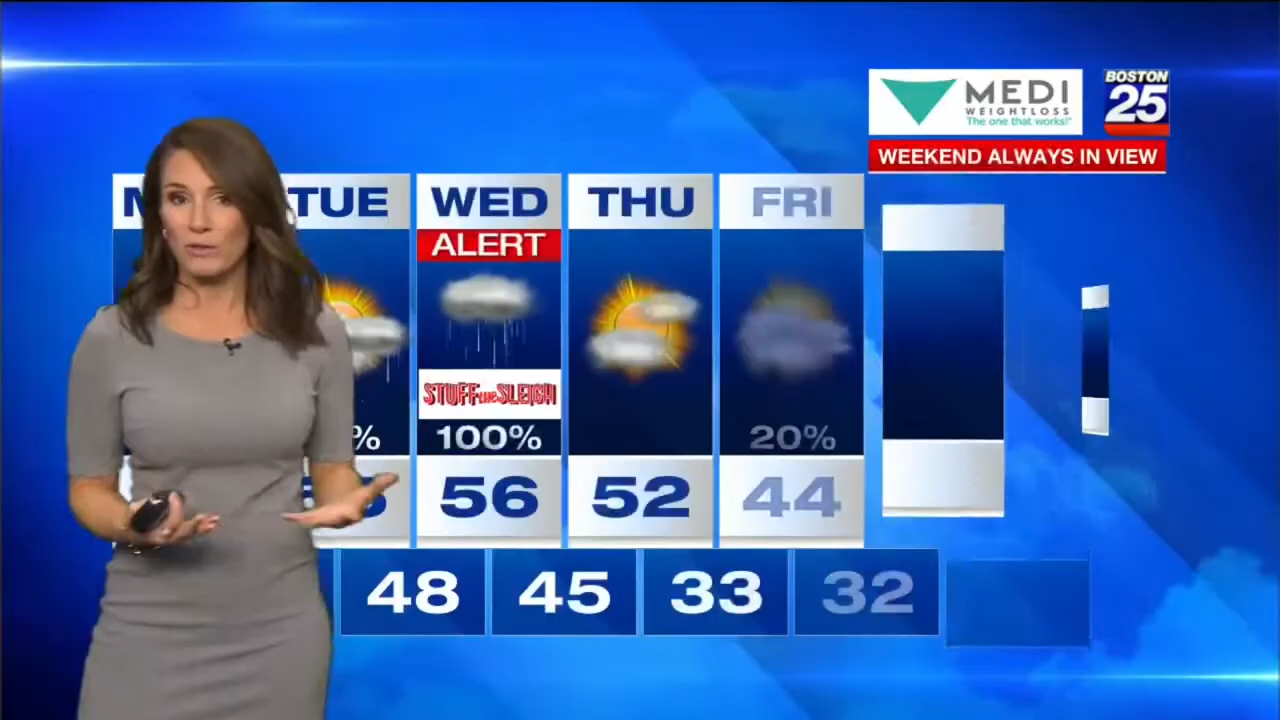 MEDI
WEIGHTLOSS
The one that works!"
BOSTON
25
WEEKEND ALWAYS IN VIEW
TUE WED THU FRI
ALERT
STUFF the SLEIGH
% 100% 20%
56 52 44
48 45 33 32